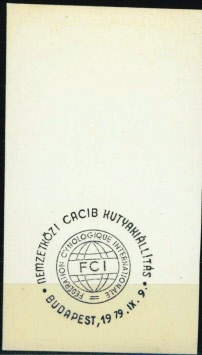 NEMZETKÖZI CACIB KUTYAKIÁLLÍTÁS
FEDERATION CYNOLOGIQUE INTERNATIONALE
FCI
• BUDAPEST, 1979. IX. 9. •